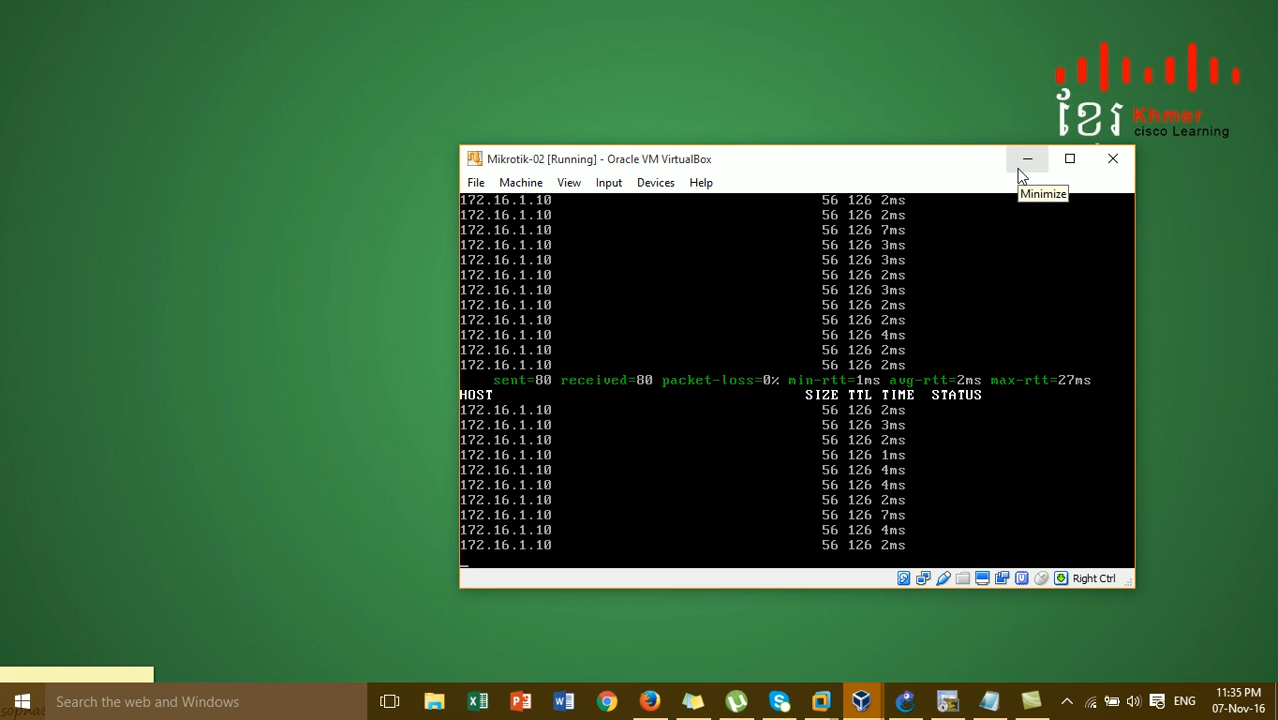 ខ្មែរ Khmer
cisco Learning
Mikrotik-02 [Running] - Oracle VM VirtualBox
File Machine View Input Devices Help
Minimize
172.16.1.10 56 126 2ms
172.16.1.10 56 126 2ms
172.16.1.10 56 126 7ms
172.16.1.10 56 126 3ms
172.16.1.10 56 126 3ms
172.16.1.10 56 126 2ms
172.16.1.10 56 126 3ms
172.16.1.10 56 126 2ms
172.16.1.10 56 126 2ms
172.16.1.10 56 126 4ms
172.16.1.10 56 126 2ms
172.16.1.10 56 126 2ms
sent=80 received=80 packet-loss=0% min-rtt=1ms avg-rtt=2ms max-rtt=27ms
HOST SIZE TTL TIME STATUS
172.16.1.10 56 126 2ms
172.16.1.10 56 126 3ms
172.16.1.10 56 126 2ms
172.16.1.10 56 126 1ms
172.16.1.10 56 126 4ms
172.16.1.10 56 126 4ms
172.16.1.10 56 126 2ms
172.16.1.10 56 126 7ms
172.16.1.10 56 126 4ms
172.16.1.10 56 126 2ms
Right Ctrl
Search the web and Windows
ENG
11:35 PM
07-Nov-16